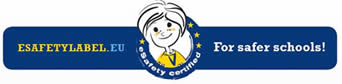 ESAFETYLABEL.EU
eSafety certified
For safer schools!